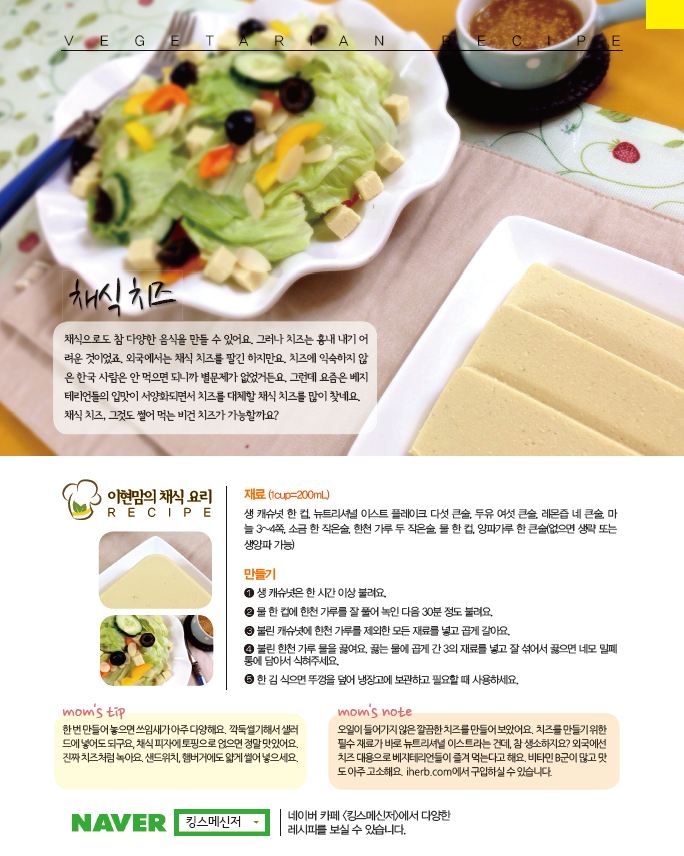 VEGETARIAN RECIPE
채식 치즈
채식으로도 참 다양한 음식을 만들 수 있어요. 그러나 치즈는 흉내 내기 어
려운 것이었죠. 외국에서는 채식 치즈를 팔긴 하지만요. 치즈에 익숙하지 않
은 한국 사람은 안 먹으면 되니까 별문제가 없었거든요. 그런데 요즘은 베지
테리언들의 입맛이 서양화되면서 치즈를 대체할 채식 치즈를 많이 찾네요.
채식 치즈, 그것도 썰어 먹는 비건 치즈가 가능할까요?
이현맘의 채식 요리
RECIPE
재료 (1cup=200mL)
생 캐슈넛 한 컵, 뉴트리셔널 이스트 플레이크 다섯 큰술, 두유 여섯 큰술, 레몬즙 네 큰술, 마
늘 3~4쪽, 소금 한 작은술, 한천 가루 두 작은술, 물 한 컵, 양파가루 한 큰술(없으면 생략 또는
생양파 가능)
만들기
❶ 생 캐슈넛은 한 시간 이상 불려요.
❷ 물 한 컵에 한천 가루를 잘 풀어 녹인 다음 30분 정도 불려요.
❸ 불린 캐슈넛에 한천 가루를 제외한 모든 재료를 넣고 곱게 갈아요.
❹ 불린 한천 가루 물을 끓여요. 끓는 물에 곱게 간 3의 재료를 넣고 잘 섞어서 끓으면 네모 밀폐
통에 담아서 식혀주세요.
❺ 한 김 식으면 뚜껑을 덮어 냉장고에 보관하고 필요할 때 사용하세요.
mom's tip
한 번 만들어 놓으면 쓰임새가 아주 다양해요. 깍둑썰기해서 샐러
드에 넣어도 되구요, 채식 피자에 토핑으로 얹으면 정말 맛있어요.
진짜 치즈처럼 녹아요. 샌드위치, 햄버거에도 얇게 썰어 넣으세요.
mom's note
오일이 들어가지 않은 깔끔한 치즈를 만들어 보았어요. 치즈를 만들기 위한
필수 재료가 바로 뉴트리셔널 이스트라는 건데, 참 생소하지요? 외국에선
치즈 대용으로 베지테리언들이 즐겨 먹는다고 해요. 비타민 B군이 많고 맛
도 아주 고소해요. iherb.com에서 구입하실 수 있습니다.
NAVER 킹스메신저
네이버 카페 〈킹스메신저〉에서 다양한
레시피를 보실 수 있습니다.